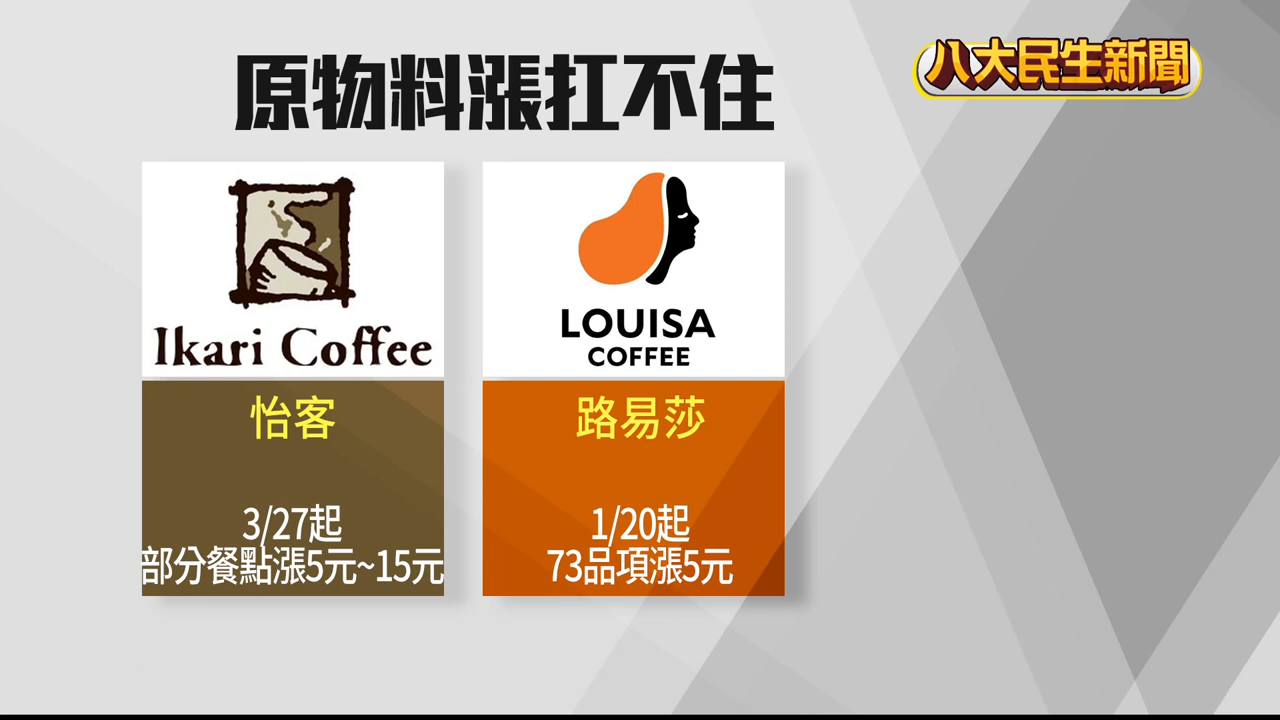 原物料漲扛不住
八大民生新聞
Ikari Coffee
怡客
3/27起
部分餐點漲5元~15元
LOUISA
COFFEE
路易莎
1/20起
73品項漲5元